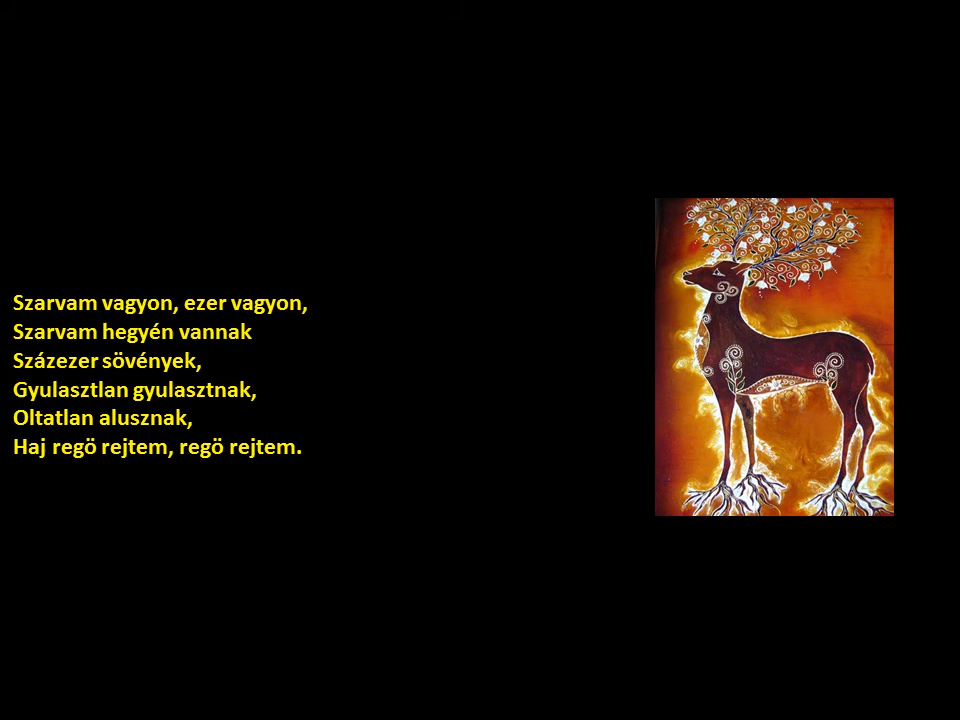 Szarvam vagyon, ezer vagyon,
Szarvam hegyén vannak
Százezer sövények,
Gyulasztlan gyulasztnak,
Oltatlan alusznak,
Haj regö rejtem, regö rejtem.